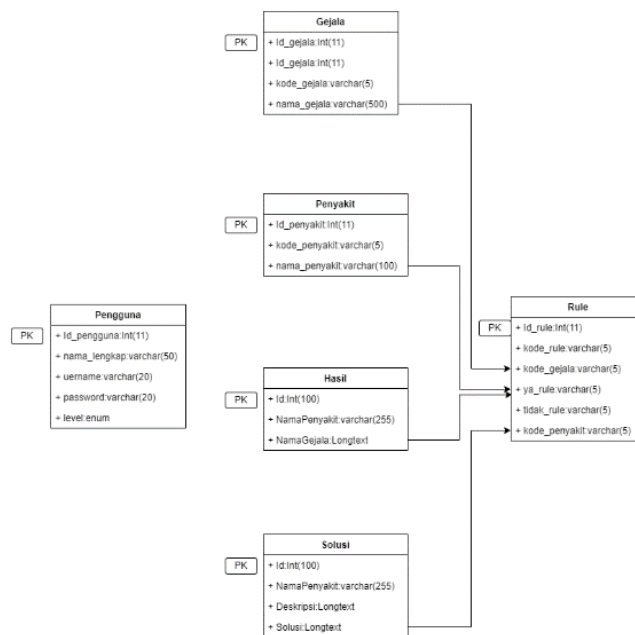 Gejala
PK
+ Id_gejala:Int(11)
+ Id_gejala:Int(11)
+ kode_gejala:varchar(5)
+ nama_gejala:varchar(500)
Penyakit
PK
+ Id_penyakit:Int(11)
+ kode_penyakit:varchar(5)
+ nama_penyakit:varchar(100)
Pengguna
PK
+ Id_pengguna:Int(11)
+ nama_lengkap:varchar(50)
+ uername:varchar(20)
+ password:varchar(20)
+ level:enum
Hasil
PK
+ Id:Int(100)
+ NamaPenyakit:varchar(255)
+ NamaGejala:Longtext
Rule
PK
+ Id_rule:Int(11)
+ kode_rule:varchar(5)
+ kode_gejala:varchar(5)
+ ya_rule:varchar(5)
+ tidak_rule:varchar(5)
+ kode_penyakit:varchar(5)
Solusi
PK
+ Id:Int(100)
+ NamaPenyakit:varchar(255)
+ Deskripsi:Longtext
+ Solusi:Longtext